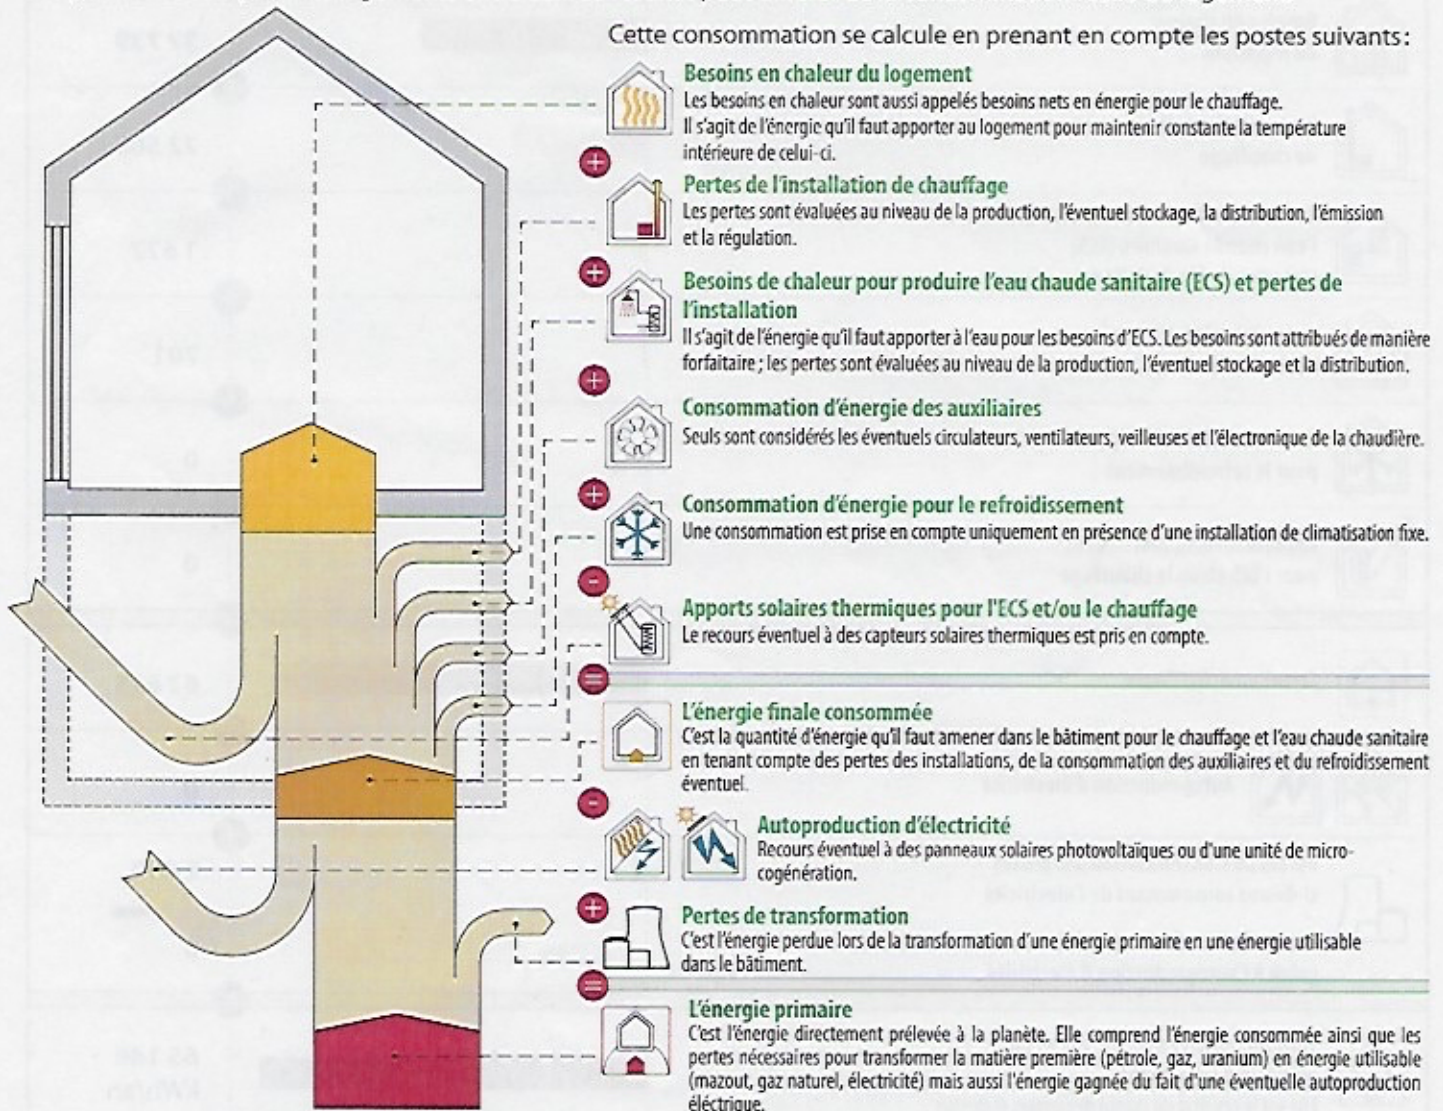 Cette consommation se calcule en prenant en compte les postes suivants :
Besoins en chaleur du logement
Les besoins en chaleur sont aussi appelés besoins nets en énergie pour le chauffage.
Il s'agit de l'énergie qu'il faut apporter au logement pour maintenir constante la température
intérieure de celui-ci.
+
Pertes de l'installation de chauffage
Les pertes sont évaluées au niveau de la production, l'éventuel stockage, la distribution, l'émission
et la régulation.
+
Besoins de chaleur pour produire l'eau chaude sanitaire (ECS) et pertes de
l'installation
Il s'agit de l'énergie qu'il faut apporter à l'eau pour les besoins d'ECS. Les besoins sont attribués de manière
forfaitaire ; les pertes sont évaluées au niveau de la production, l'éventuel stockage et la distribution.
+
Consommation d'énergie des auxiliaires
Seuls sont considérés les éventuels circulateurs, ventilateurs, veilleuses et l'électronique de la chaudière.
+
Consommation d'énergie pour le refroidissement
Une consommation est prise en compte uniquement en présence d'une installation de climatisation fixe.
-
Apports solaires thermiques pour l'ECS et/ou le chauffage
Le recours éventuel à des capteurs solaires thermiques est pris en compte.
=
L'énergie finale consommée
C'est la quantité d'énergie qu'il faut amener dans le bâtiment pour le chauffage et l'eau chaude sanitaire
en tenant compte des pertes des installations, de la consommation des auxiliaires et du refroidissement
éventuel.
-
Autoproduction d'électricité
Recours éventuel à des panneaux solaires photovoltaïques ou d'une unité de micro-
cogénération.
+
Pertes de transformation
C'est l'énergie perdue lors de la transformation d'une énergie primaire en une énergie utilisable
dans le bâtiment.
=
L'énergie primaire
C'est l'énergie directement prélevée à la planète. Elle comprend l'énergie consommée ainsi que les
pertes nécessaires pour transformer la matière première (pétrole, gaz, uranium) en énergie utilisable
(mazout, gaz naturel, électricité) mais aussi l'énergie gagnée du fait d'une éventuelle autoproduction
électrique.